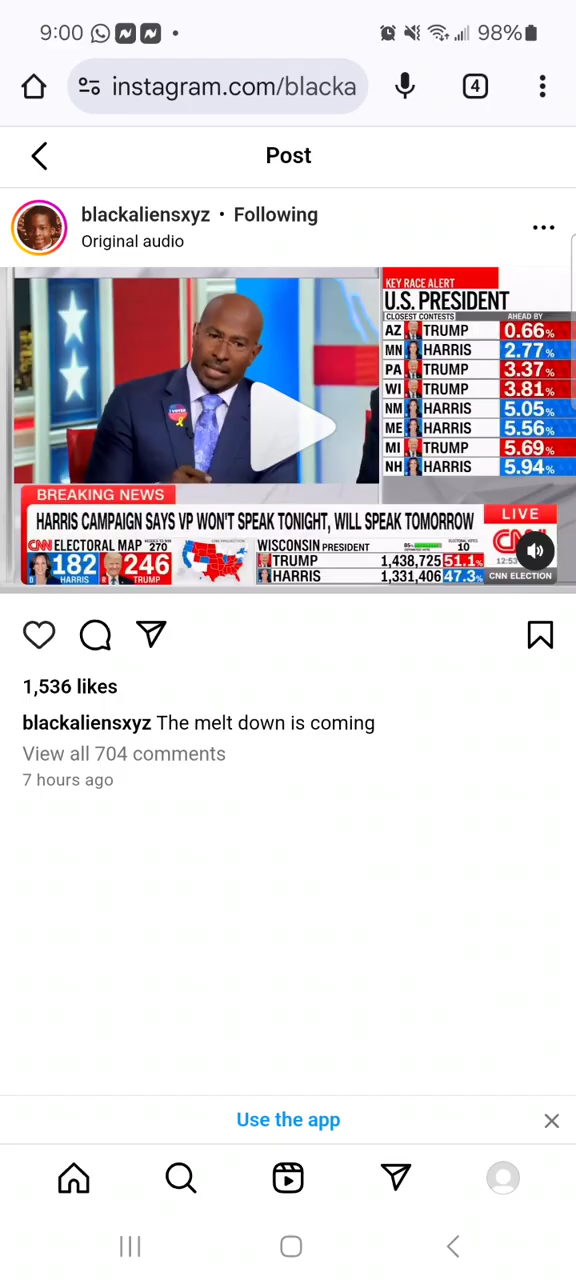 9:00
98%
instagram.com/blacka
4
Post
blackaliensxyz • Following
Original audio
KEY RACE ALERT
U.S. PRESIDENT
CLOSEST CONTESTS AHEAD BY
AZ TRUMP 0.66%
MN HARRIS 2.77%
PA TRUMP 3.37%
WI TRUMP 3.81%
NM HARRIS 5.05%
ME HARRIS 5.56%
MI TRUMP 5.69%
NH HARRIS 5.94%
BREAKING NEWS
LIVE
HARRIS CAMPAIGN SAYS VP WON'T SPEAK TONIGHT, WILL SPEAK TOMORROW
CNN ELECTORAL MAP 270
182 HARRIS
246 TRUMP
WISCONSIN PRESIDENT 10
TRUMP 1,438,725 51.1%
HARRIS 1,331,406 47.3%
CNN ELECTION
1,536 likes
blackaliensxyz The melt down is coming
View all 704 comments
7 hours ago
Use the app